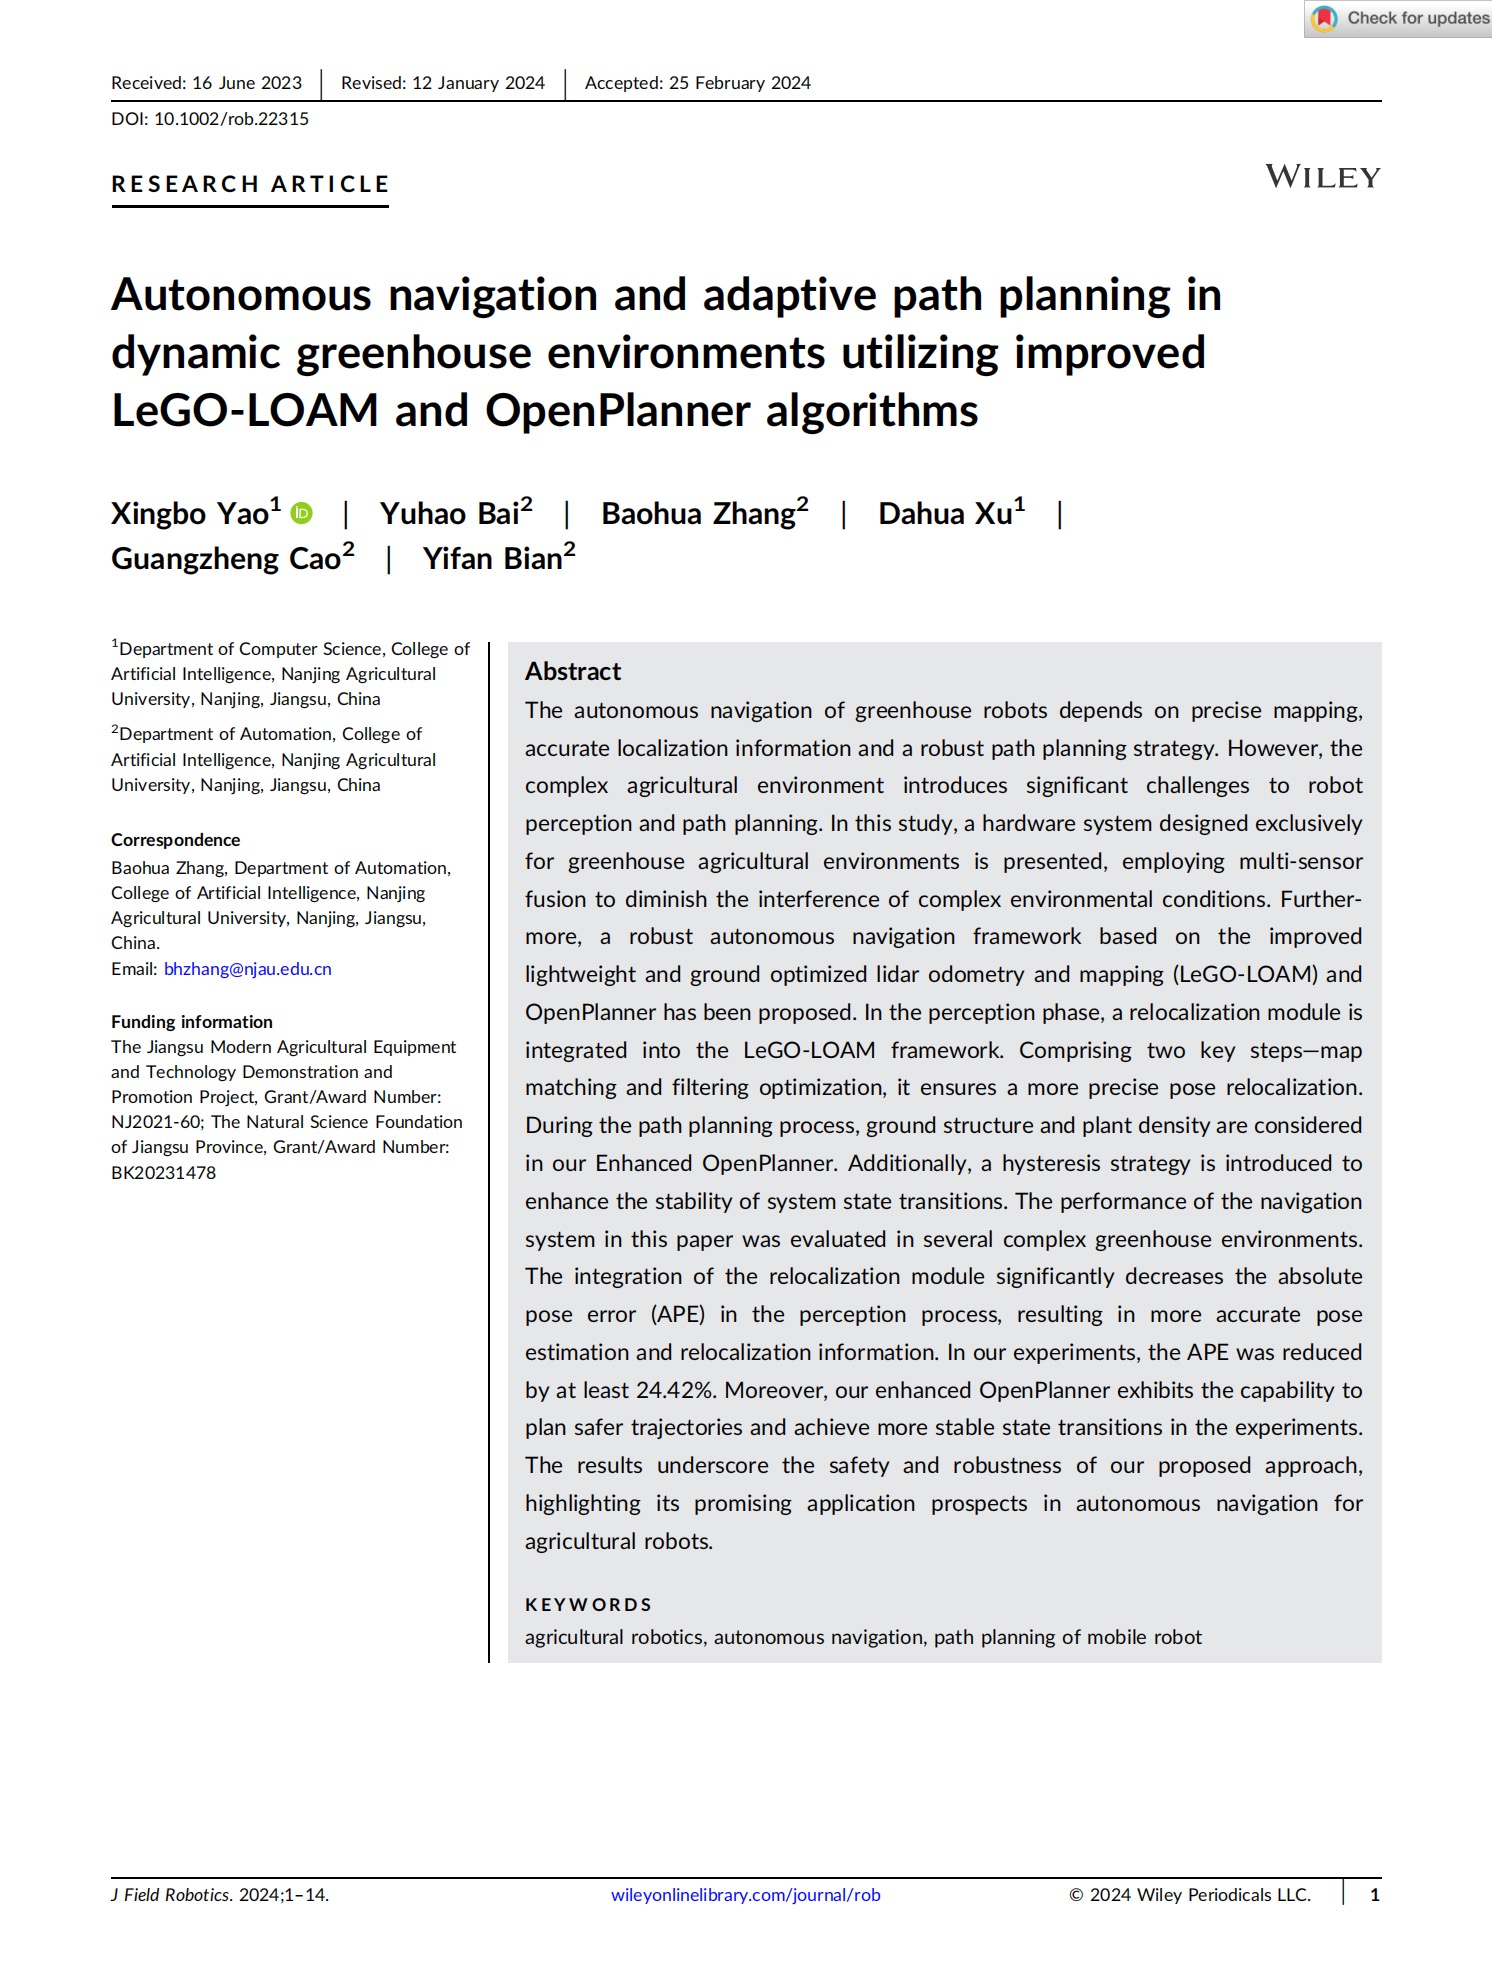 Check for updates
Received: 16 June 2023 | Revised: 12 January 2024 | Accepted: 25 February 2024
DOI: 10.1002/rob.22315
RESEARCH ARTICLE
WILEY
Autonomous navigation and adaptive path planning in
dynamic greenhouse environments utilizing improved
LeGO-LOAM and OpenPlanner algorithms
Xingbo Yao1 iD | Yuhao Bai2 | Baohua Zhang2 | Dahua Xu1 |
Guangzheng Cao2 | Yifan Bian2
1Department of Computer Science, College of
Artificial Intelligence, Nanjing Agricultural
University, Nanjing, Jiangsu, China
2Department of Automation, College of
Artificial Intelligence, Nanjing Agricultural
University, Nanjing, Jiangsu, China
Correspondence
Baohua Zhang, Department of Automation,
College of Artificial Intelligence, Nanjing
Agricultural University, Nanjing, Jiangsu,
China.
Email: bhzhang@njau.edu.cn
Funding information
The Jiangsu Modern Agricultural Equipment
and Technology Demonstration and
Promotion Project, Grant/Award Number:
NJ2021-60; The Natural Science Foundation
of Jiangsu Province, Grant/Award Number:
BK20231478
Abstract
The autonomous navigation of greenhouse robots depends on precise mapping,
accurate localization information and a robust path planning strategy. However, the
complex agricultural environment introduces significant challenges to robot
perception and path planning. In this study, a hardware system designed exclusively
for greenhouse agricultural environments is presented, employing multi-sensor
fusion to diminish the interference of complex environmental conditions. Further-
more, a robust autonomous navigation framework based on the improved
lightweight and ground optimized lidar odometry and mapping (LeGO-LOAM) and
OpenPlanner has been proposed. In the perception phase, a relocalization module is
integrated into the LeGO-LOAM framework. Comprising two key steps—map
matching and filtering optimization, it ensures a more precise pose relocalization.
During the path planning process, ground structure and plant density are considered
in our Enhanced OpenPlanner. Additionally, a hysteresis strategy is introduced to
enhance the stability of system state transitions. The performance of the navigation
system in this paper was evaluated in several complex greenhouse environments.
The integration of the relocalization module significantly decreases the absolute
pose error (APE) in the perception process, resulting in more accurate pose
estimation and relocalization information. In our experiments, the APE was reduced
by at least 24.42%. Moreover, our enhanced OpenPlanner exhibits the capability to
plan safer trajectories and achieve more stable state transitions in the experiments.
The results underscore the safety and robustness of our proposed approach,
highlighting its promising application prospects in autonomous navigation for
agricultural robots.
KEYWORDS
agricultural robotics, autonomous navigation, path planning of mobile robot
J Field Robotics. 2024;1–14.
wileyonlinelibrary.com/journal/rob
© 2024 Wiley Periodicals LLC. | 1